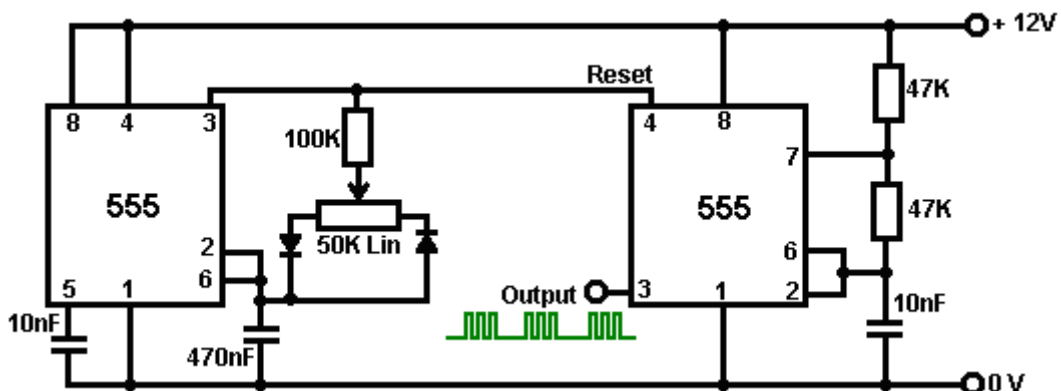 + 12V
Reset
47K
8 4 3
4 8
100K
7
555
555
47K
50K Lin
2
6
6
5 1
Output
3 1 2
10nF
10nF
470nF
0 V